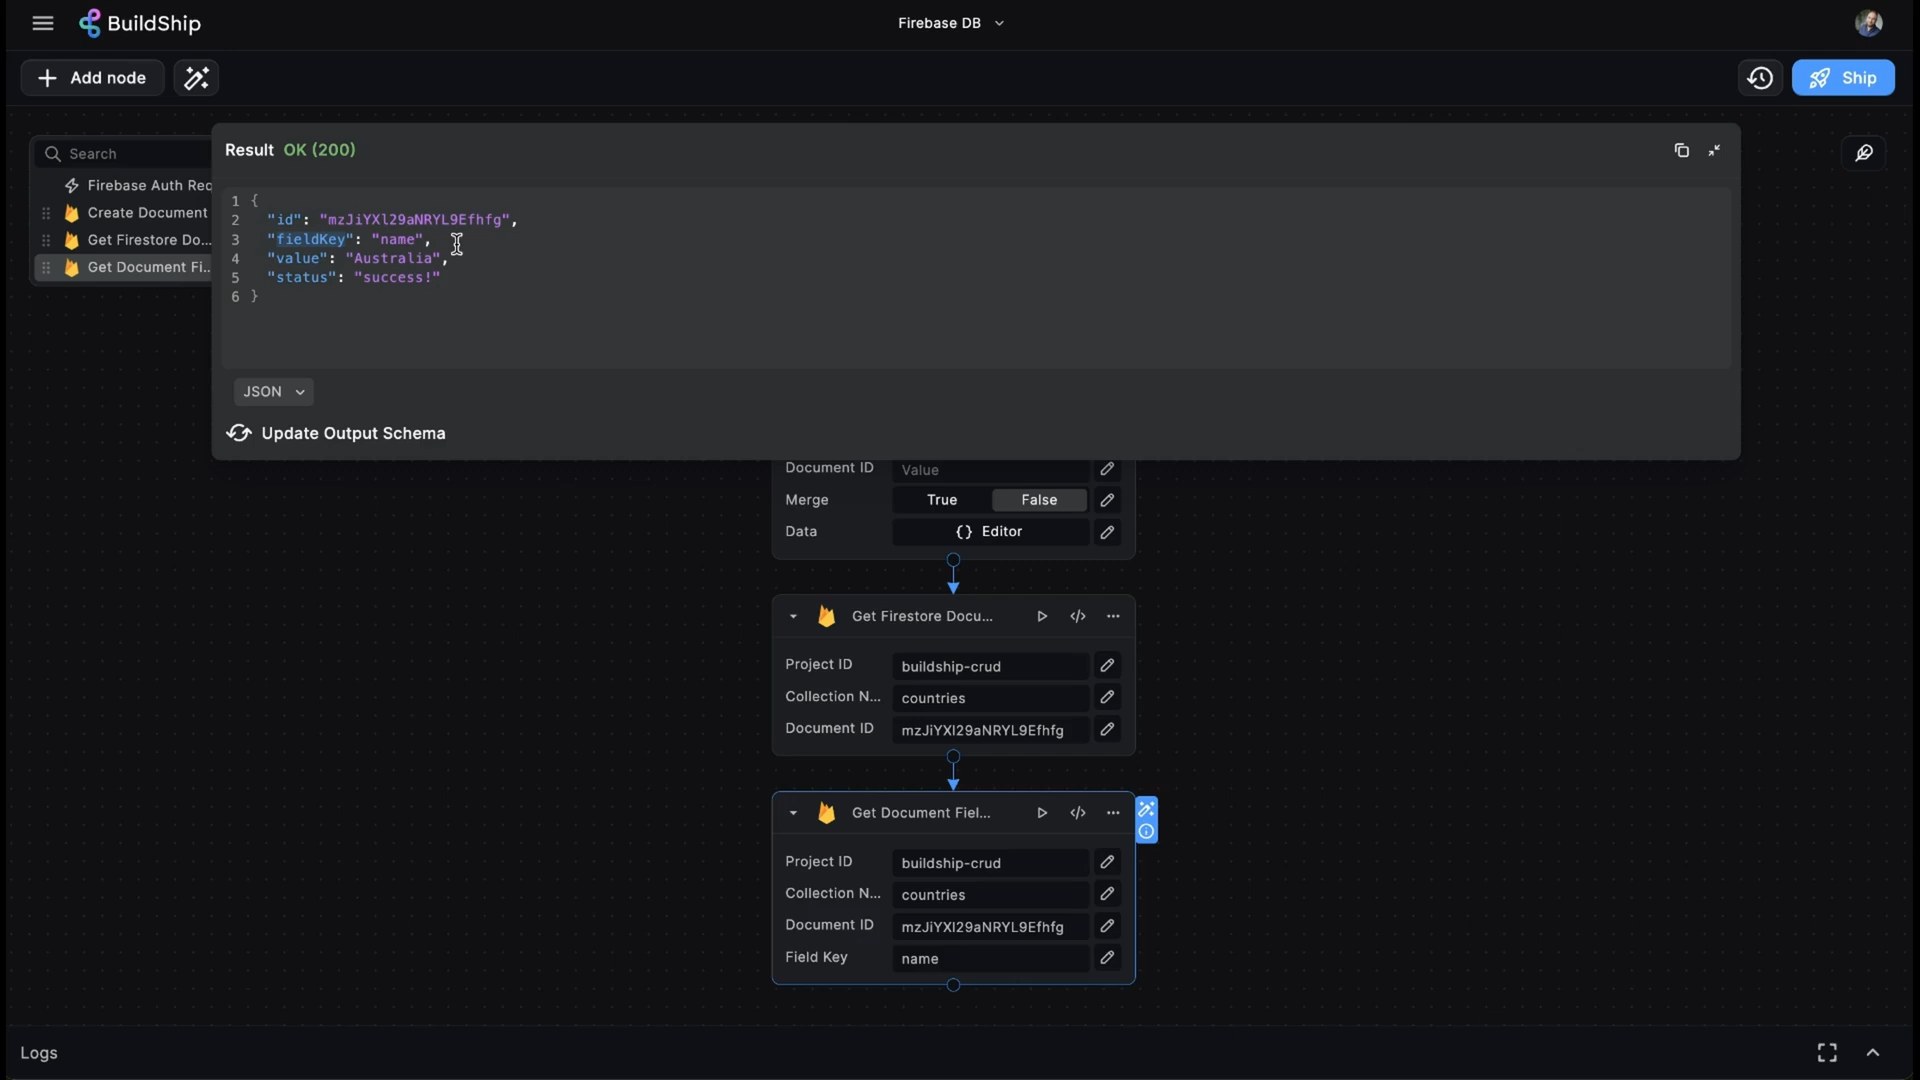 BuildShip
Firebase DB
Add node
Ship
Search
Firebase Auth Req
Create Document
Get Firestore Do...
Get Document Fi...
Result OK (200)
1 {
2 "id": "mzJiYXl29aNRYL9Efhfg",
3 "fieldKey": "name",
4 "value": "Australia",
5 "status": "success!"
6 }
JSON
Update Output Schema
Document ID Value
Merge True False
Data {} Editor
Get Firestore Docu...
Project ID buildship-crud
Collection N... countries
Document ID mzJiYXl29aNRYL9Efhfg
Get Document Fiel...
Project ID buildship-crud
Collection N... countries
Document ID mzJiYXl29aNRYL9Efhfg
Field Key name
Logs